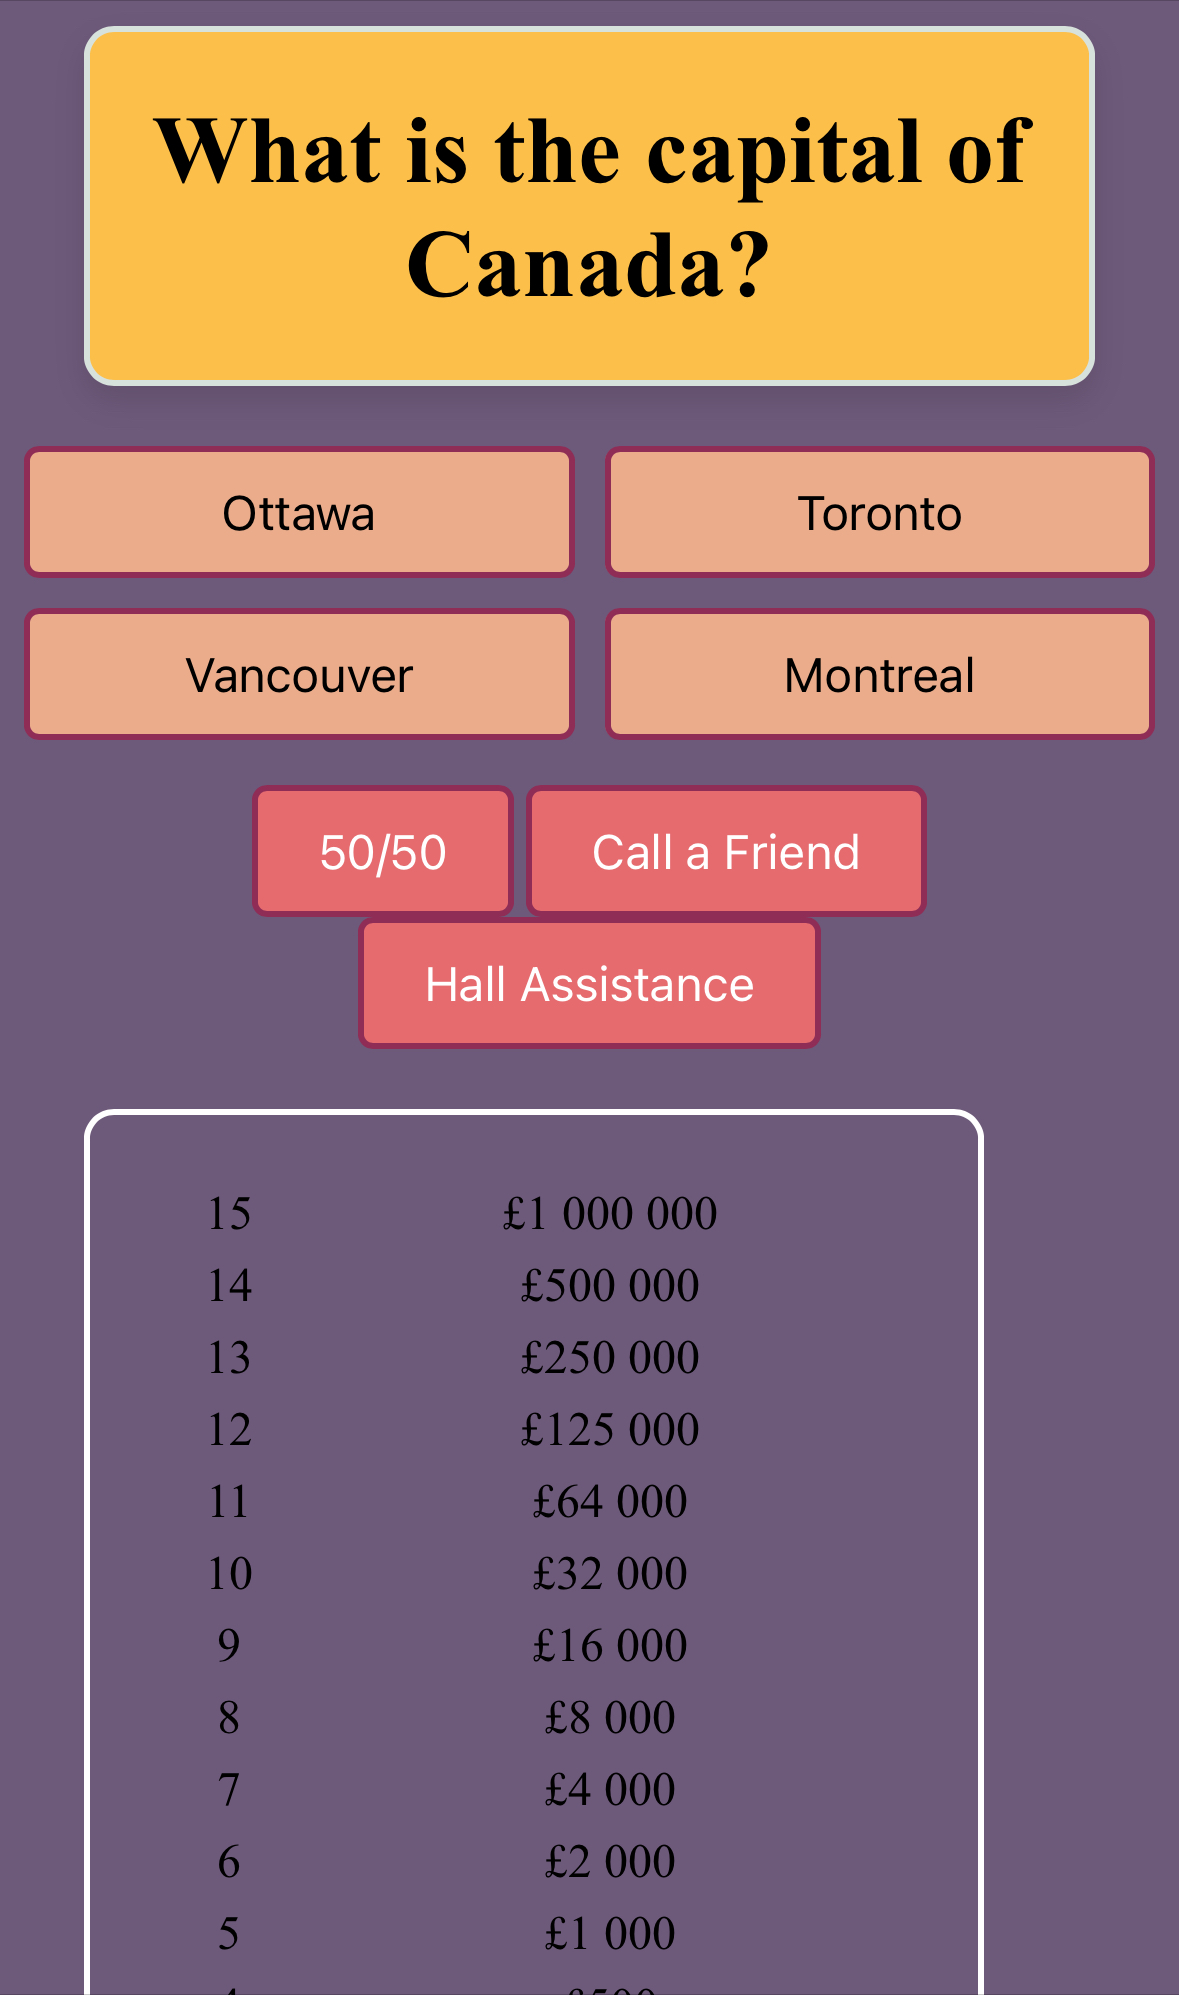 What is the capital of
Canada?
Ottawa
Toronto
Vancouver
Montreal
50/50
Call a Friend
Hall Assistance
15 £1 000 000
14 £500 000
13 £250 000
12 £125 000
11 £64 000
10 £32 000
9 £16 000
8 £8 000
7 £4 000
6 £2 000
5 £1 000